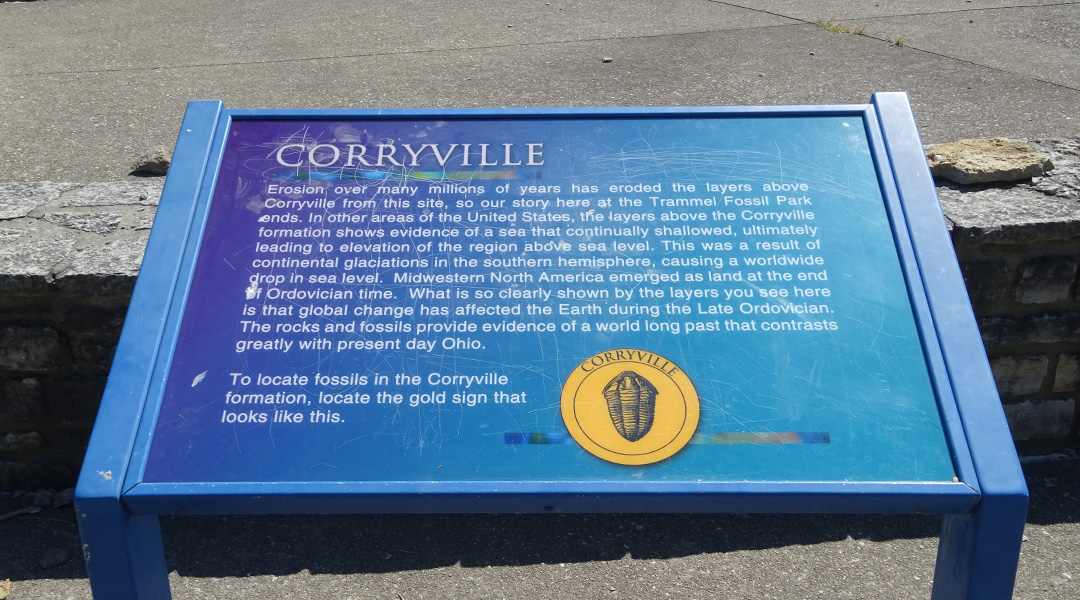 CORRYVILLE
Erosion over many millions of years has eroded the layers above
Corryville from this site, so our story here at the Trammel Fossil Park
ends. In other areas of the United States, the layers above the Corryville
formation shows evidence of a sea that continually shallowed, ultimately
leading to elevation of the region above sea level. This was a result of
continental glaciations in the southern hemisphere, causing a worldwide
drop in sea level. Midwestern North America emerged as land at the end
of Ordovician time. What is so clearly shown by the layers you see here
is that global change has affected the Earth during the Late Ordovician.
The rocks and fossils provide evidence of a world long past that contrasts
greatly with present day Ohio.
To locate fossils in the Corryville
formation, locate the gold sign that
looks like this.
CORRYVILLE